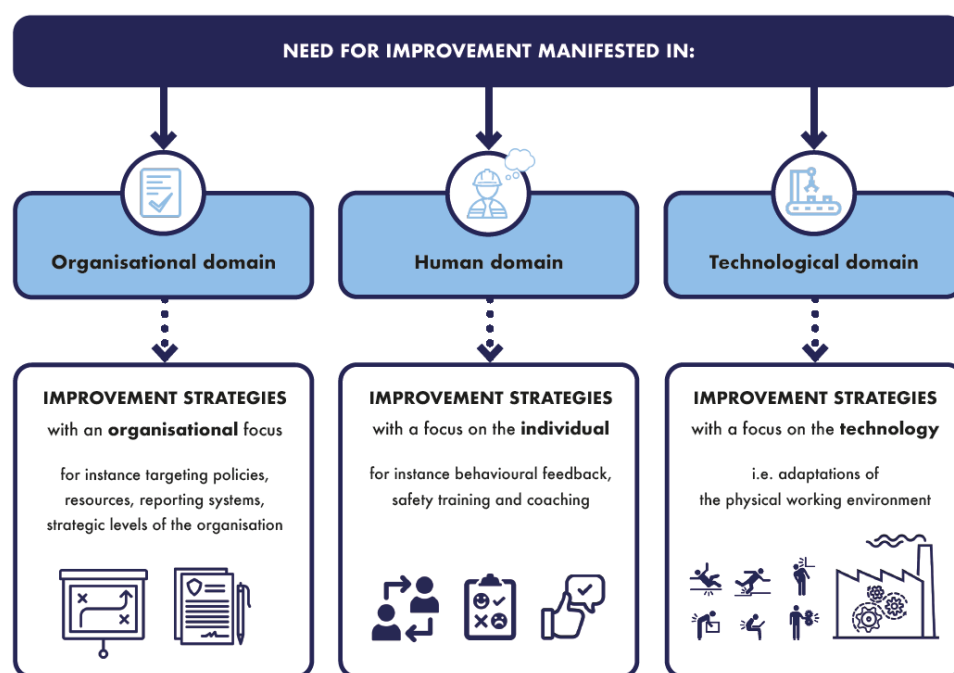 NEED FOR IMPROVEMENT MANIFESTED IN:
Organisational domain
Human domain
Technological domain
IMPROVEMENT STRATEGIES
with an organisational focus
for instance targeting policies,
resources, reporting systems,
strategic levels of the organisation
IMPROVEMENT STRATEGIES
with a focus on the individual
for instance behavioural feedback,
safety training and coaching
IMPROVEMENT STRATEGIES
with a focus on the technology
i.e. adaptations of
the physical working environment